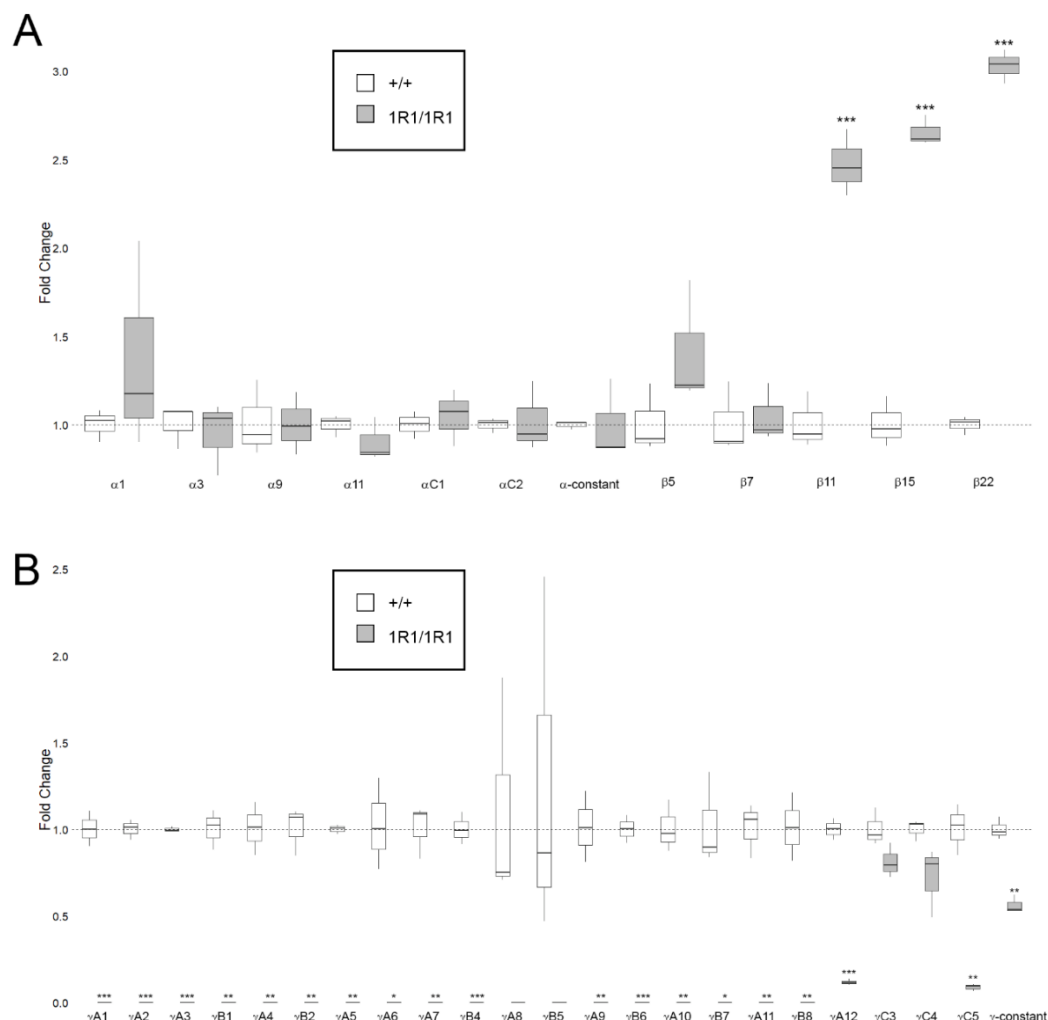 A
+/+
1R1/1R1
***
***
***
3.0
2.5
2.0
1.5
1.0
Fold Change
α1 α3 α9 α11 αC1 αC2 α-constant β5 β7 β11 β15 β22
B
+/+
1R1/1R1
2.5
2.0
1.5
1.0
0.5
0.0
Fold Change
**
*** **
*** *** *** ** ** ** ** * ** *** ** *** ** * ** **
γA1 γA2 γA3 γB1 γA4 γB2 γA5 γA6 γA7 γB4 γA8 γB5 γA9 γB6 γA10 γB7 γA11 γB8 γA12 γC3 γC4 γC5 γ-constant